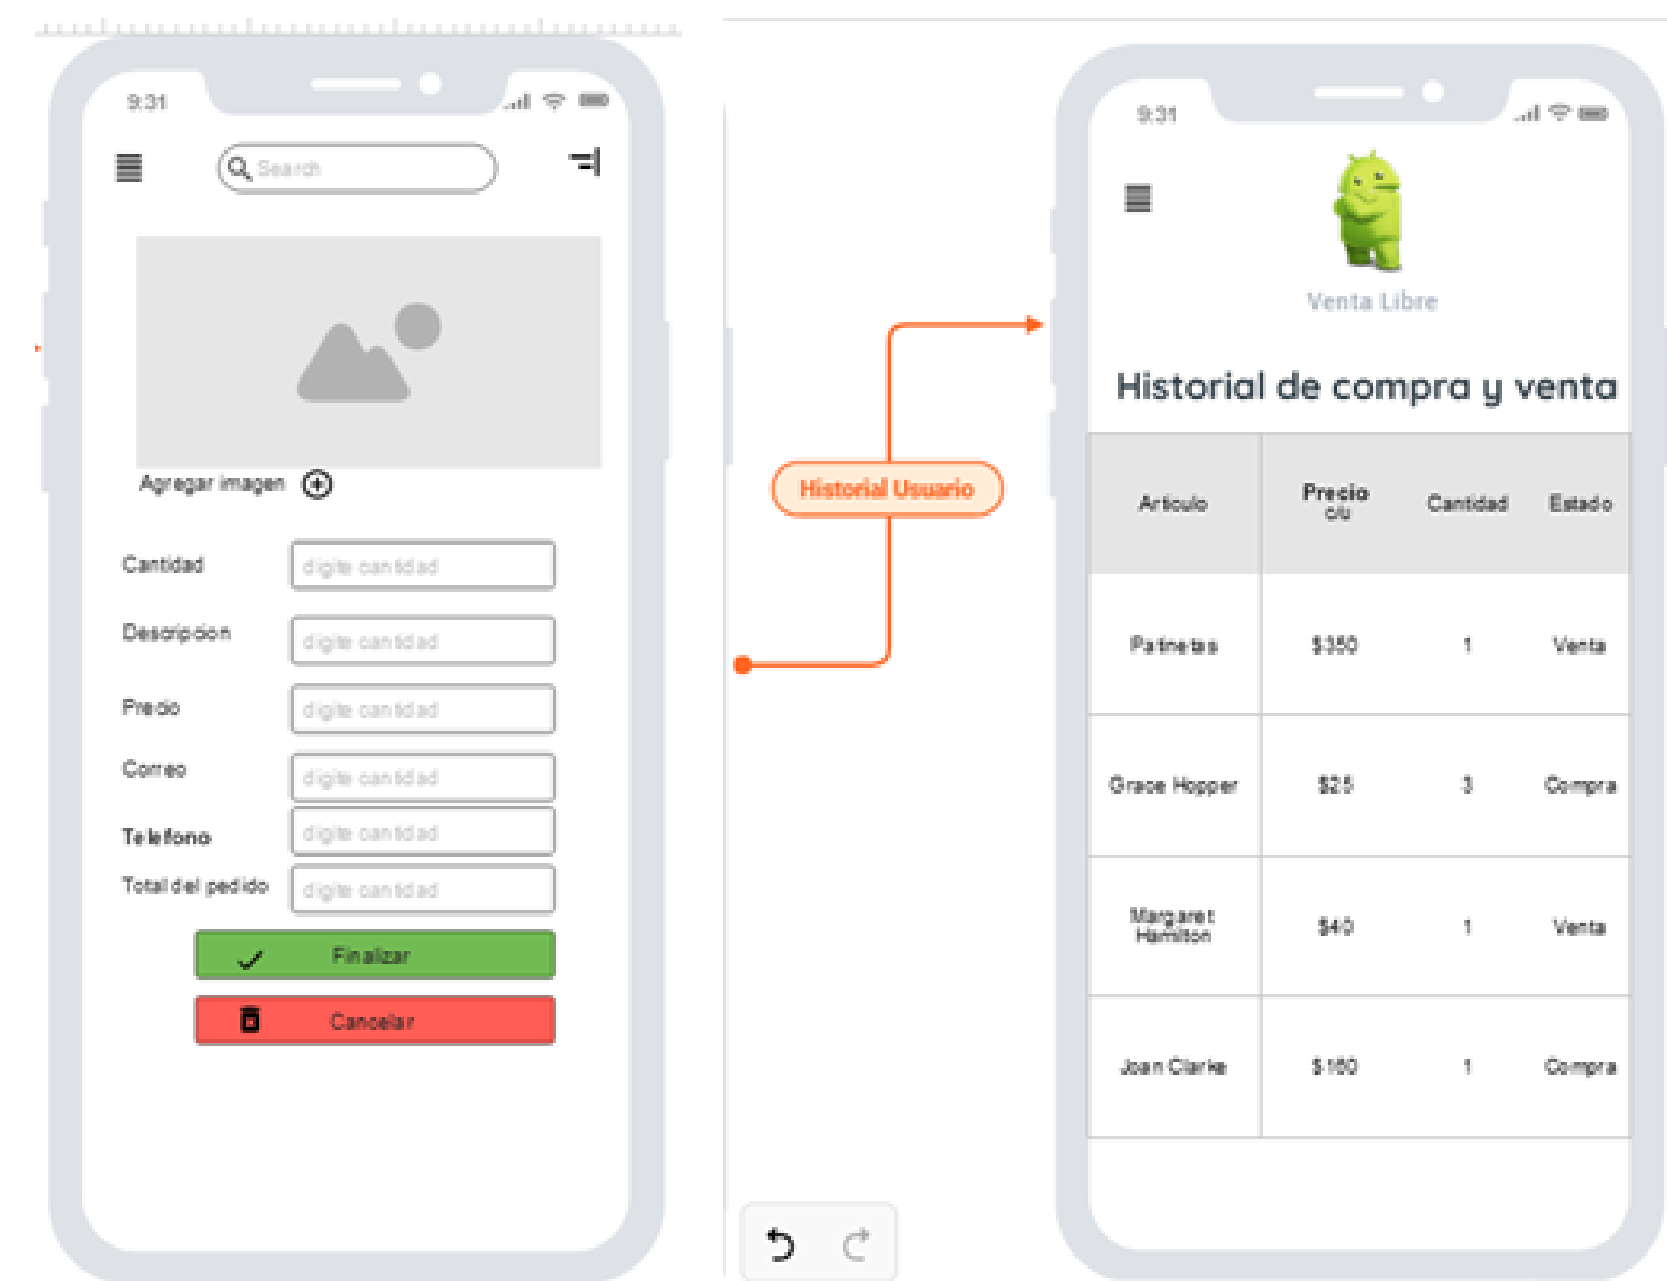 9:31
Search
Agregar imagen
Cantidad
digite cantidad
Descripcion
digite cantidad
Precio
digite cantidad
Correo
digite cantidad
Telefono
digite cantidad
Total del pedido
digite cantidad
Finalizar
Cancelar
Historial Usuario
9:31
Venta Libre
Historial de compra y venta
Articulo Precio c/u Cantidad Estado
Patinetas $350 1 Venta
Grace Hopper $25 3 Compra
Margaret Hamilton $40 1 Venta
Joan Clarke $160 1 Compra